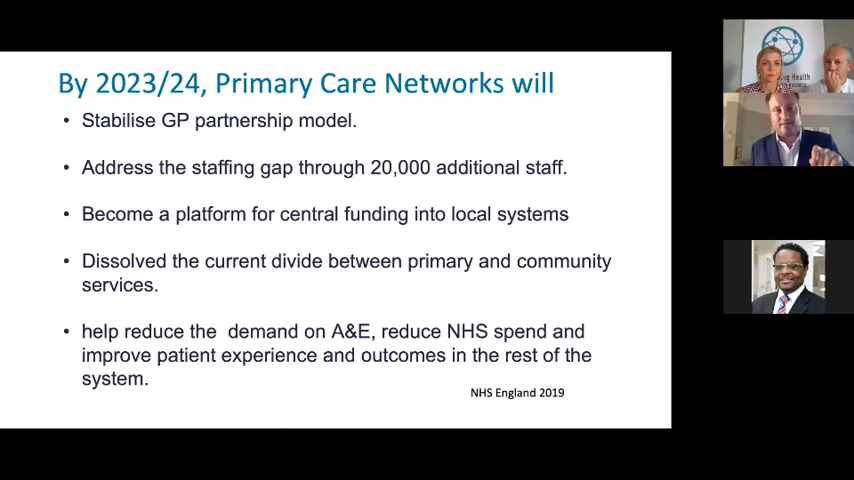 By 2023/24, Primary Care Networks will
• Stabilise GP partnership model.
• Address the staffing gap through 20,000 additional staff.
• Become a platform for central funding into local systems
• Dissolved the current divide between primary and community
services.
• help reduce the  demand on A&E, reduce NHS spend and
improve patient experience and outcomes in the rest of the
system.
NHS England 2019
Health